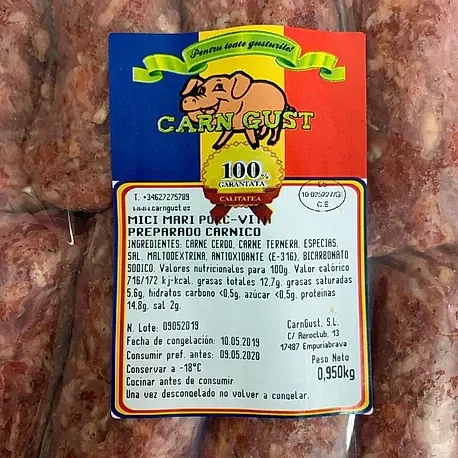 Pentru toate gusturile!
CARN GUST
100%
GARANTATA
CALITATEA
T. +34627275789
www.carngust.es
C.E
MICI MARI PORC-VITA
PREPARADO CARNICO
INGREDIENTES: CARNE CERDO, CARNE TERNERA, ESPECIAS,
SAL, MALTODEXTRINA, ANTIOXIDANTE (E-316), BICARBONATO
SODICO. Valores nutricionales para 100g. Valor calórico
716/172 kj-kcal, grasas totales 12.7g, grasas saturadas
5,6g, hidratos carbono <0.5g, azúcar <0,5g, proteinas
14.8g, sal 2g.
N. Lote: 09052019
Fecha de congelación: 10.05.2019
Consumir pref. antes: 09.05.2020
Conservar a -18°C
Cocinar antes de consumir
Una vez descongelado no volver a congelar.
CarnGust, S.L.
C/ Aeroclub, 13
17487 Empuriabrava
Peso Neto
0,950kg